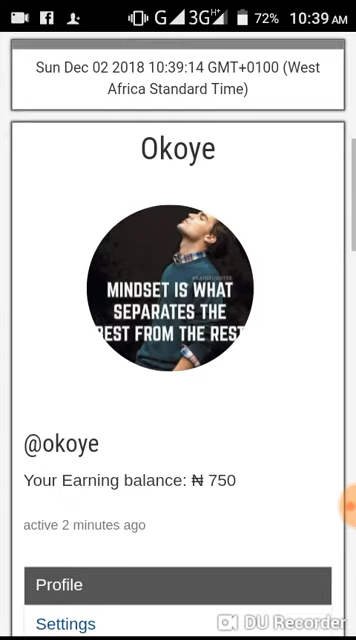 G 3G H+ 72% 10:39 AM
Sun Dec 02 2018 10:39:14 GMT+0100 (West
Africa Standard Time)
Okoye
MINDSET IS WHAT
SEPARATES THE
BEST FROM THE REST
@okoye
Your Earning balance: ₦ 750
active 2 minutes ago
Profile
Settings
DU Recorder